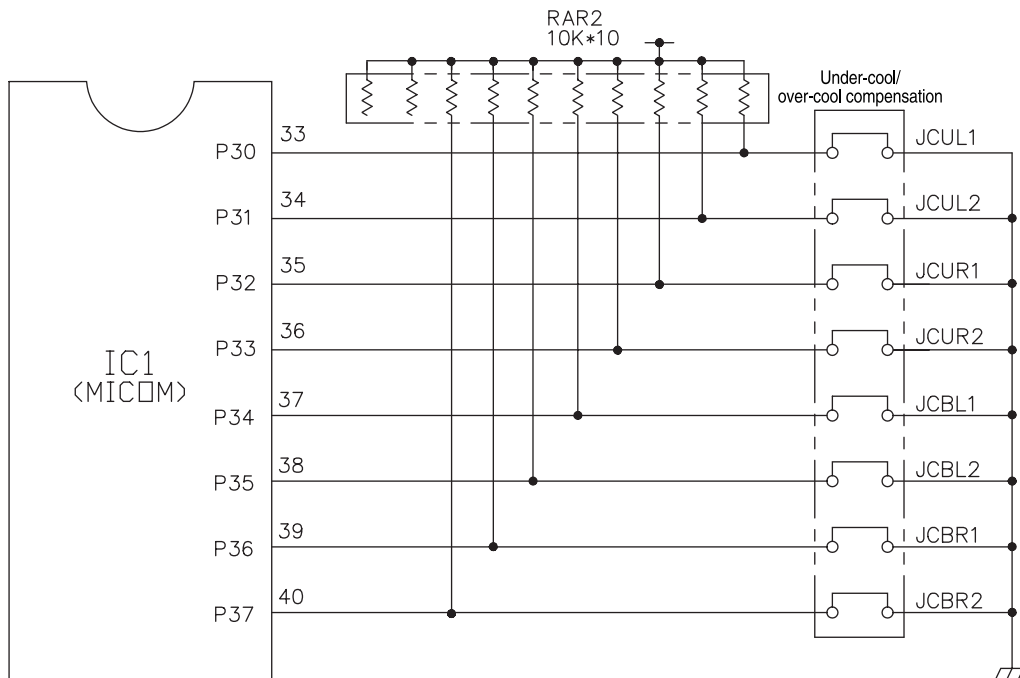 RAR2
10K*10
Under-cool/
over-cool compensation
33
P30
JCUL1
34
P31
JCUL2
35
P32
JCUR1
36
P33
JCUR2
IC1
(MICOM)
37
P34
JCBL1
38
P35
JCBL2
39
P36
JCBR1
40
P37
JCBR2